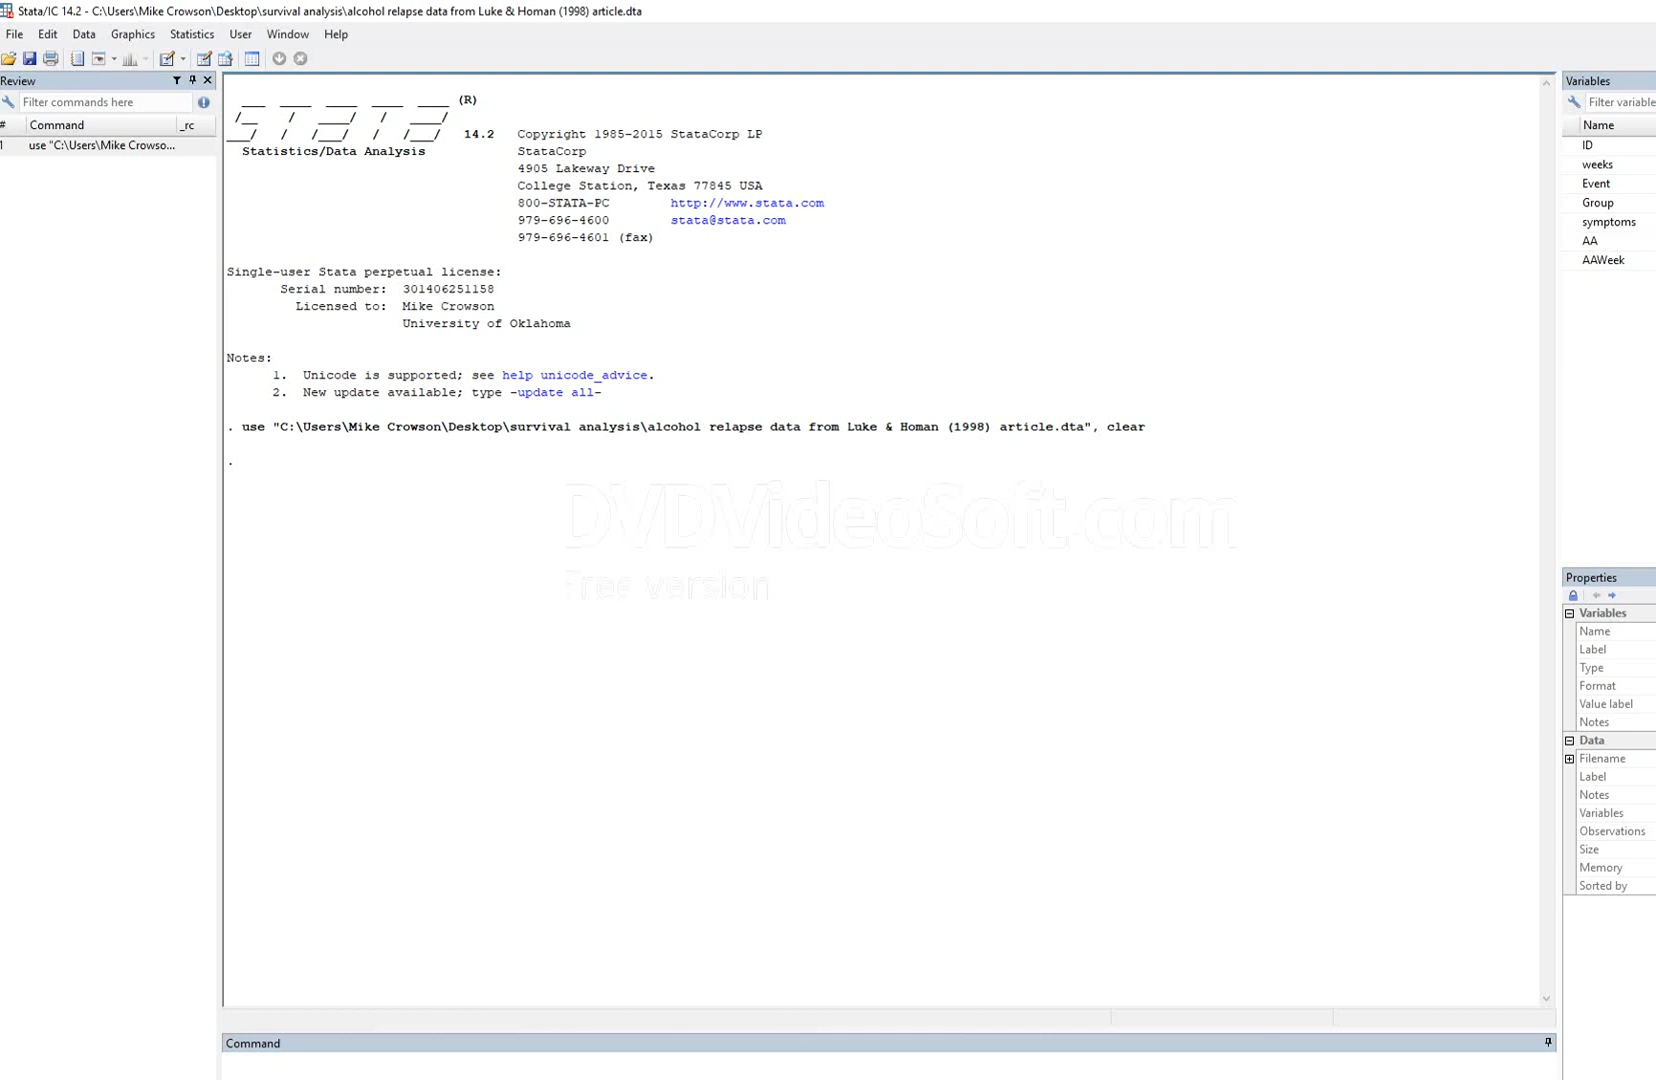 Stata/IC 14.2 - C:\Users\Mike Crowson\Desktop\survival analysis\alcohol relapse data from Luke & Homan (1998) article.dta
File Edit Data Graphics Statistics User Window Help
Review
Filter commands here
# Command _rc
1 use "C:\Users\Mike Crowso...
(R)
STATA
14.2 Copyright 1985-2015 StataCorp LP
Statistics/Data Analysis StataCorp
4905 Lakeway Drive
College Station, Texas 77845 USA
800-STATA-PC http://www.stata.com
979-696-4600 stata@stata.com
979-696-4601 (fax)
Single-user Stata perpetual license:
Serial number: 301406251158
Licensed to: Mike Crowson
University of Oklahoma
Notes:
1. Unicode is supported; see help unicode_advice.
2. New update available; type -update all-
. use "C:\Users\Mike Crowson\Desktop\survival analysis\alcohol relapse data from Luke & Homan (1998) article.dta", clear
.
DVDVideoSoft.com
Free version
Command
Variables
Filter variable
Name
ID
weeks
Event
Group
symptoms
AA
AAWeek
Properties
Variables
Name
Label
Type
Format
Value label
Notes
Data
Filename
Label
Notes
Variables
Observations
Size
Memory
Sorted by